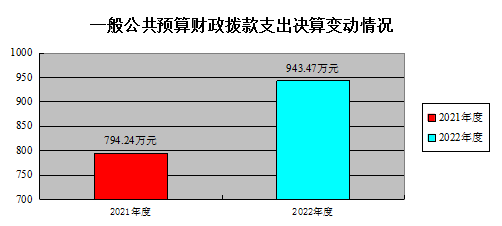 一般公共预算财政拨款支出决算变动情况
1000
950
900
850
800
750
700
794.24万元
943.47万元
2021年度
2022年度
2021年度
2022年度